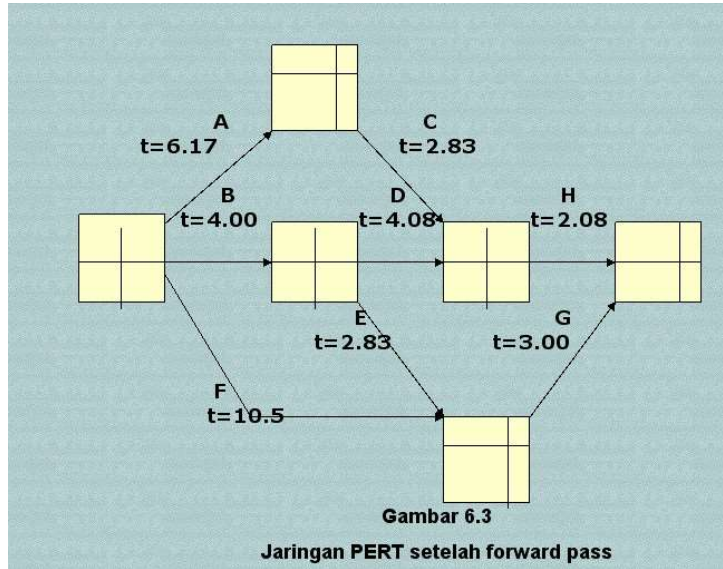 A
t=6.17
C
t=2.83
B
t=4.00
D
t=4.08
H
t=2.08
E
t=2.83
G
t=3.00
F
t=10.5
Gambar 6.3
Jaringan PERT setelah forward pass